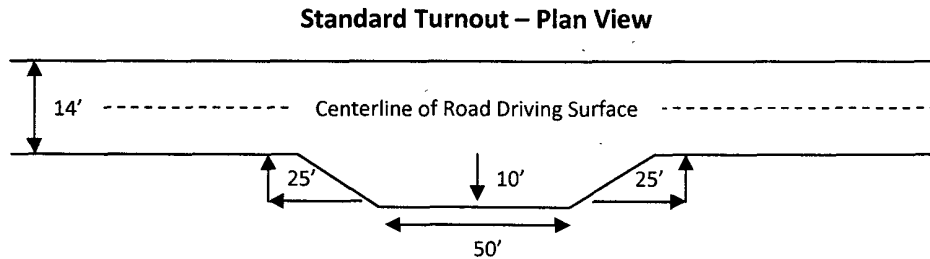 Standard Turnout – Plan View
14'
Centerline of Road Driving Surface
25'
10'
25'
50'